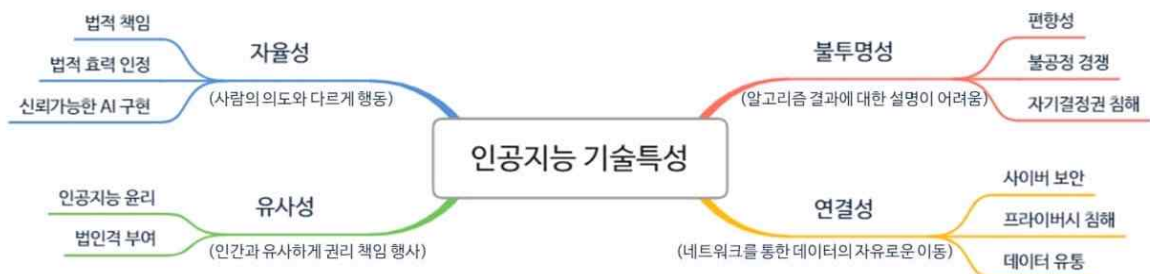 인공지능 기술특성
자율성
(사람의 의도와 다르게 행동)
법적 책임
법적 효력 인정
신뢰가능한 AI 구현
유사성
(인간과 유사하게 권리 책임 행사)
인공지능 윤리
법인격 부여
불투명성
(알고리즘 결과에 대한 설명이 어려움)
편향성
불공정 경쟁
자기결정권 침해
연결성
(네트워크를 통한 데이터의 자유로운 이동)
사이버 보안
프라이버시 침해
데이터 유통